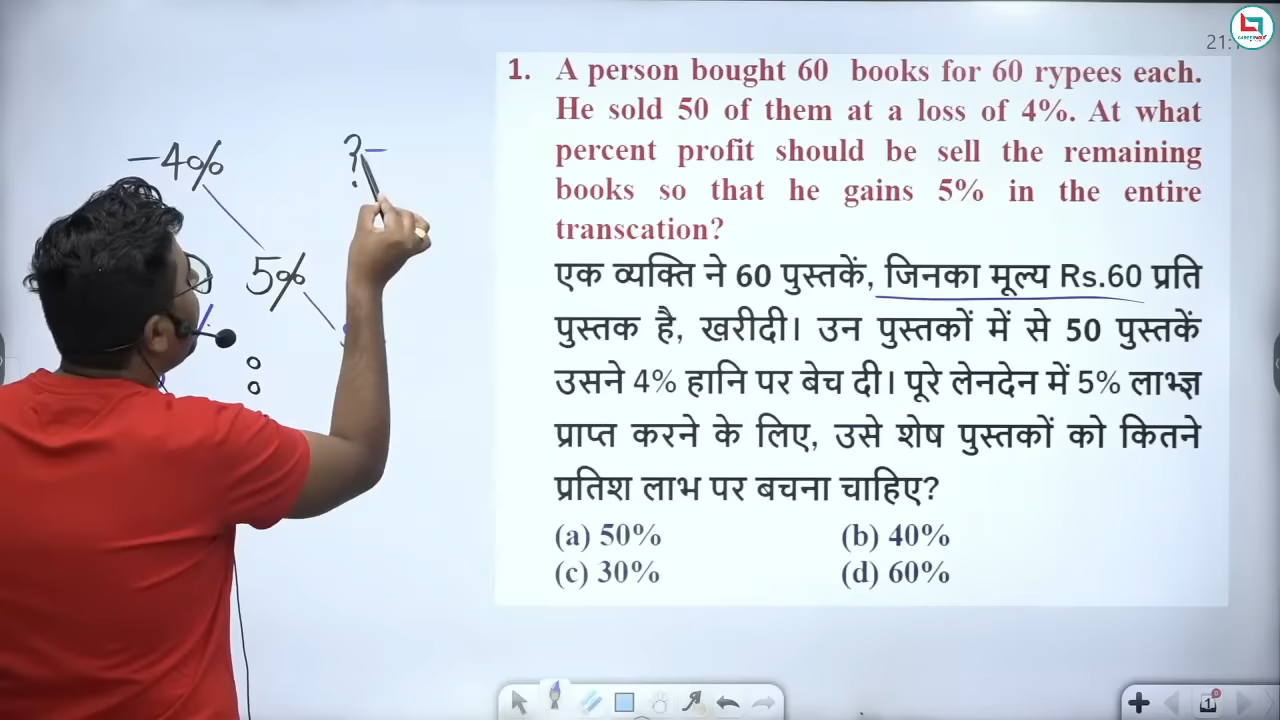 21:
1. A person bought 60 books for 60 rypees each.
He sold 50 of them at a loss of 4%. At what
percent profit should be sell the remaining
books so that he gains 5% in the entire
transcation?
एक व्यक्ति ने 60 पुस्तकें, जिनका मूल्य Rs.60 प्रति
पुस्तक है, खरीदी। उन पुस्तकों में से 50 पुस्तकें
उसने 4% हानि पर बेच दी। पूरे लेनदेन में 5% लाभ्ज्ञ
प्राप्त करने के लिए, उसे शेष पुस्तकों को कितने
प्रतिश लाभ पर बचना चाहिए?
(a) 50% (b) 40%
(c) 30% (d) 60%
-4% ?-
5%